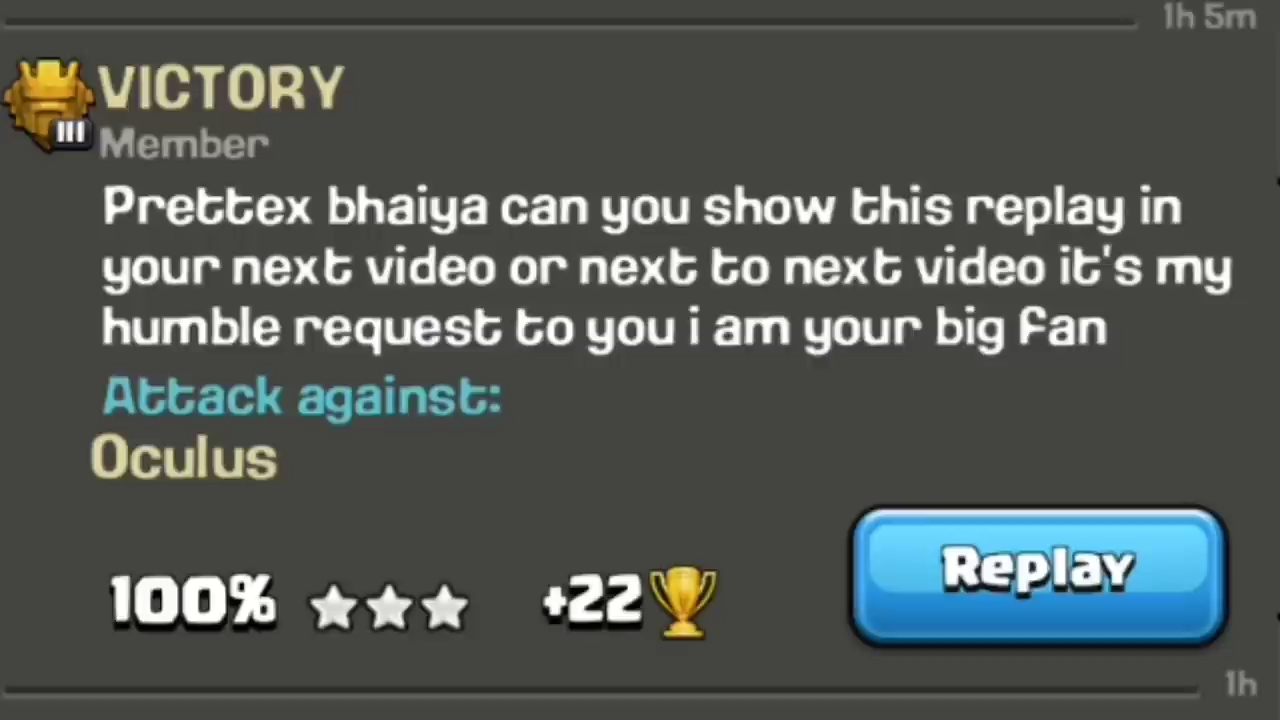 1h 5m
VICTORY
III
Member
Prettex bhaiya can you show this replay in
your next video or next to next video it's my
humble request to you i am your big fan
Attack against:
Oculus
100% +22
Replay
1h